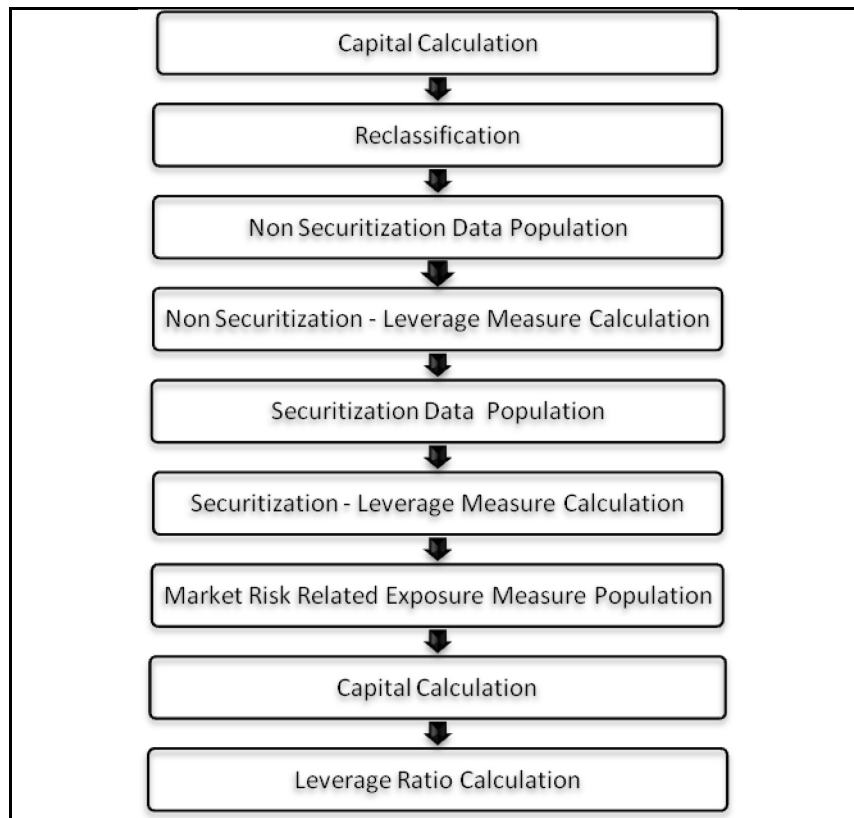 Capital Calculation
Reclassification
Non Securitization Data Population
Non Securitization - Leverage Measure Calculation
Securitization Data Population
Securitization - Leverage Measure Calculation
Market Risk Related Exposure Measure Population
Capital Calculation
Leverage Ratio Calculation